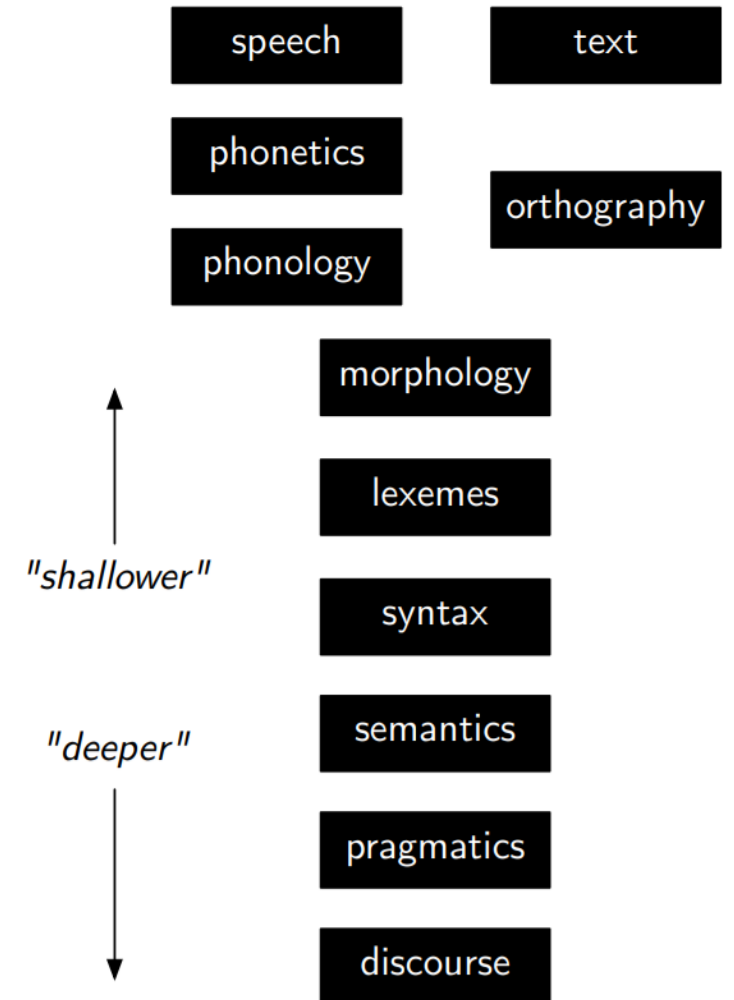 speech
text
phonetics
orthography
phonology
morphology
lexemes
"shallower"
syntax
semantics
"deeper"
pragmatics
discourse